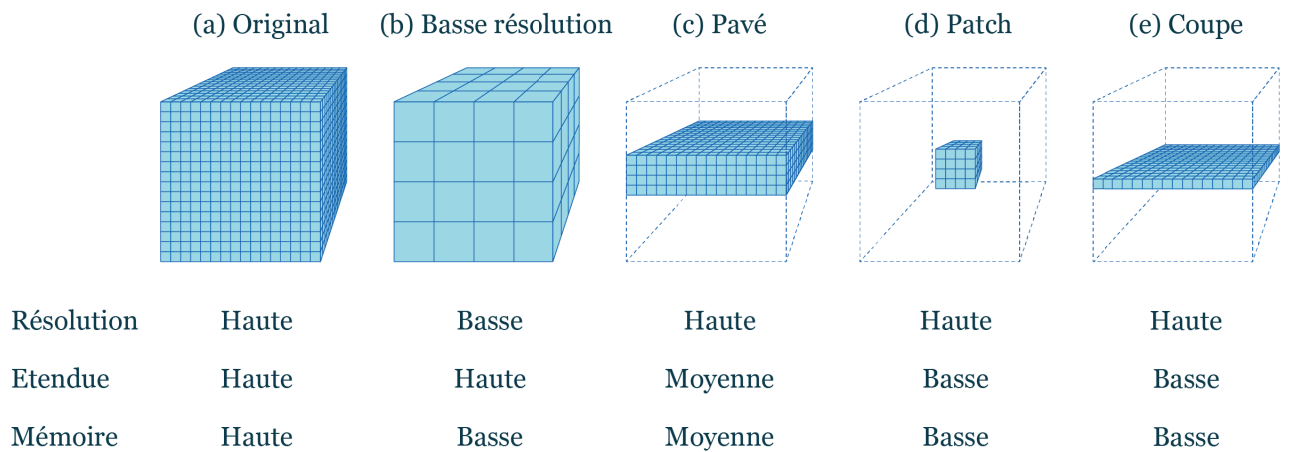 (a) Original (b) Basse résolution (c) Pavé (d) Patch (e) Coupe
Résolution Haute Basse Haute Haute Haute
Etendue Haute Haute Moyenne Basse Basse
Mémoire Haute Basse Moyenne Basse Basse